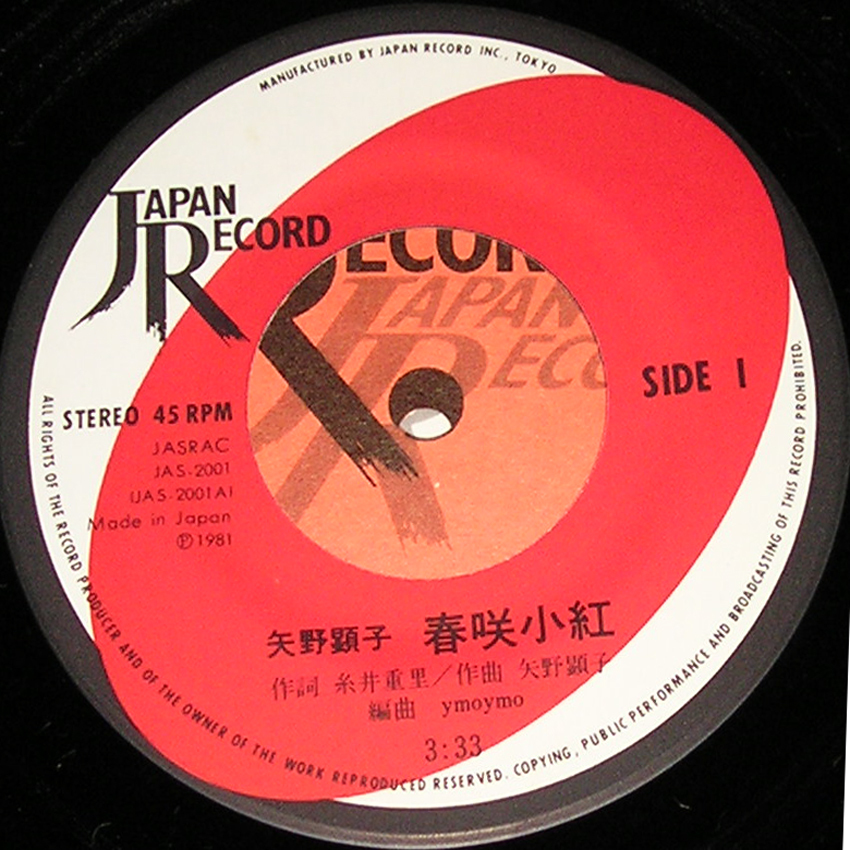 MANUFACTURED BY JAPAN RECORD INC., TOKYO
JAPAN
RECORD
ECOR
JAPAN
RECO
SIDE 1
STEREO 45 RPM
JASRAC
JAS-2001
(JAS-2001A)
Made in Japan
Ⓟ1981
矢野顕子 春咲小紅
作詞 糸井重里／作曲 矢野顕子
編曲 ymoymo
3:33
ALL RIGHTS OF THE RECORD PRODUCER AND OF THE OWNER OF THE WORK REPRODUCED RESERVED. COPYING, PUBLIC PERFORMANCE AND BROADCASTING OF THIS RECORD PROHIBITED.